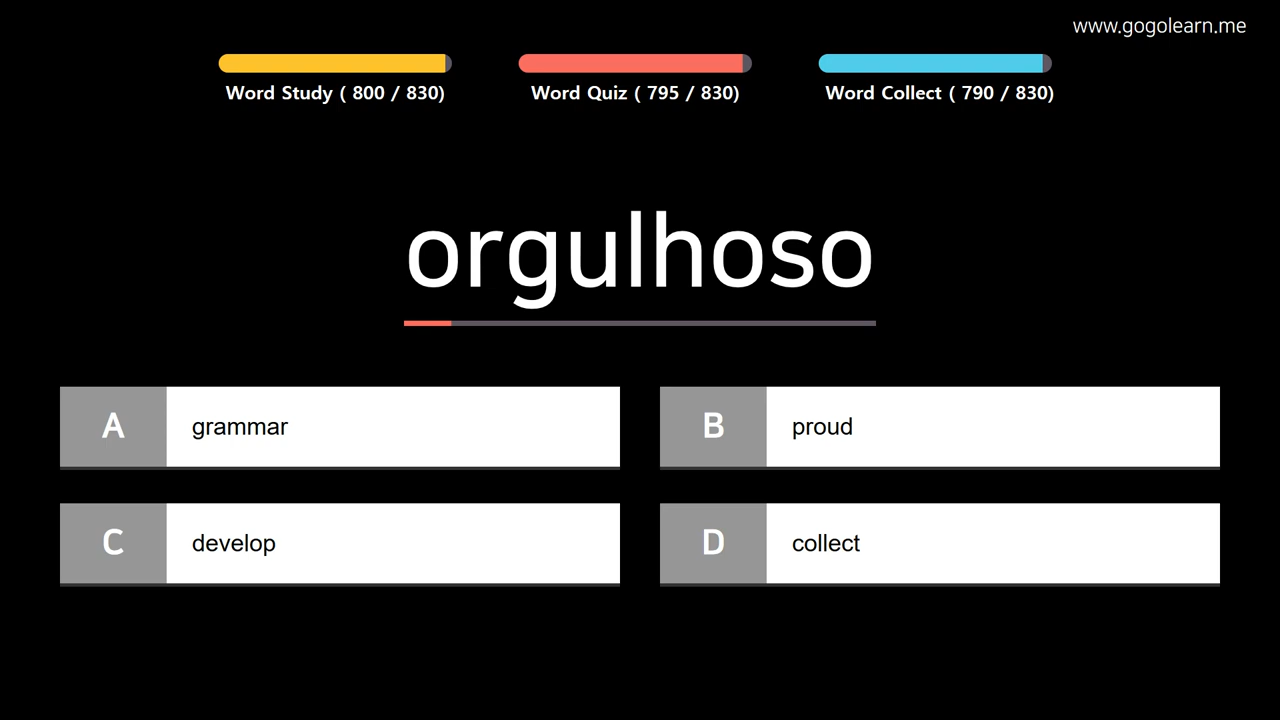 www.gogolearn.me
Word Study ( 800 / 830)
Word Quiz ( 795 / 830)
Word Collect ( 790 / 830)
orgulhoso
A grammar
B proud
C develop
D collect